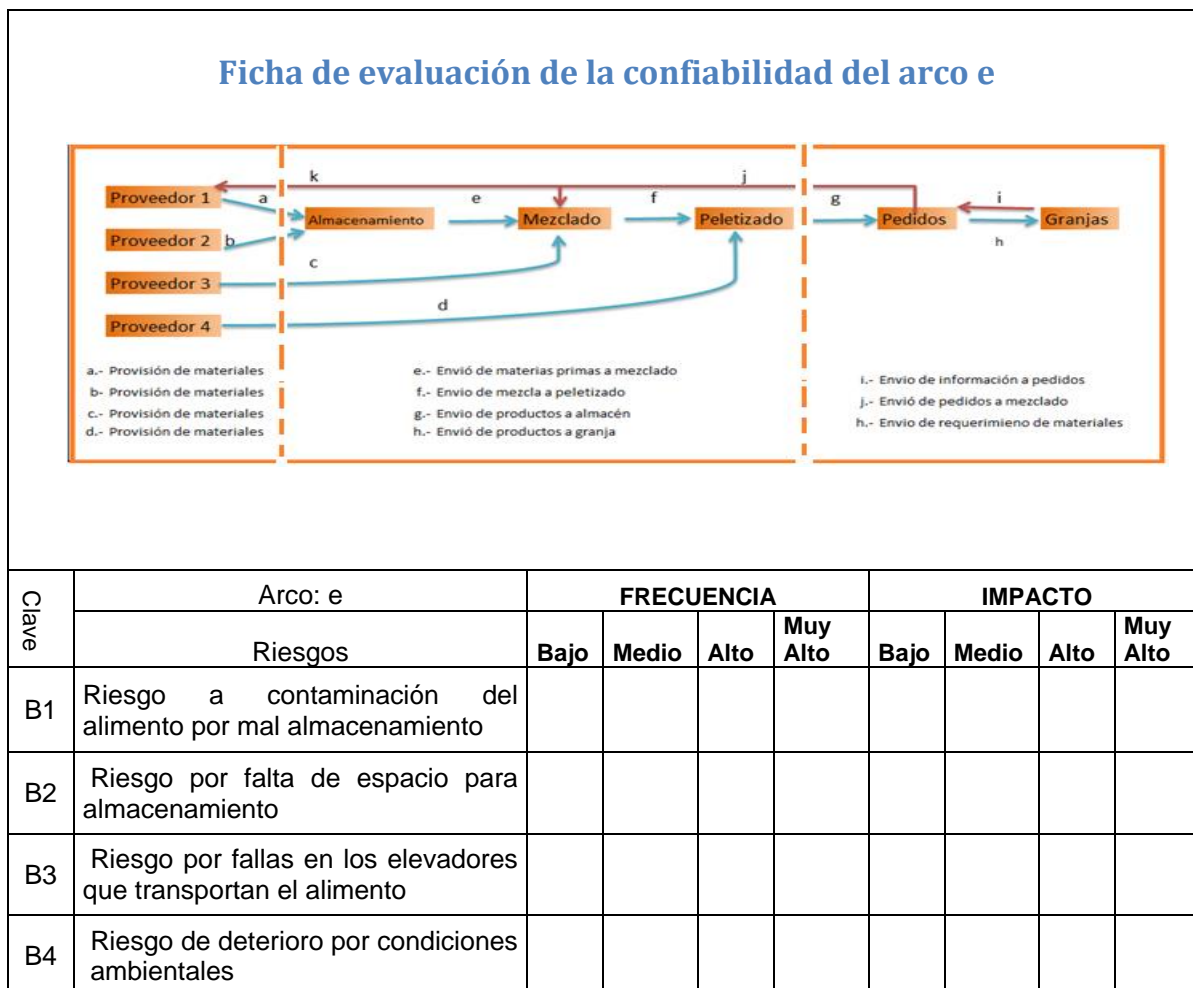 Ficha de evaluación de la confiabilidad del arco e
k
j
Proveedor 1
a
Almacenamiento
e
Mezclado
f
Peletizado
g
Pedidos
i
Granjas
h
Proveedor 2
b
Proveedor 3
c
Proveedor 4
d
a.- Provisión de materiales
b- Provisión de materiales
c.- Provisión de materiales
d.- Provisión de materiales
e.- Envió de materias primas a mezclado
f.- Envio de mezcla a peletizado
g.- Envio de productos a almacén
h.- Envió de productos a granja
i.- Envio de información a pedidos
j.- Envio de pedidos a mezclado
h.- Envio de requerimieno de materiales
Clave
Arco: e
FRECUENCIA
IMPACTO
Riesgos
Bajo
Medio
Alto
Muy
Alto
Bajo
Medio
Alto
Muy
Alto
B1
Riesgo a contaminación del
alimento por mal almacenamiento
B2
Riesgo por falta de espacio para
almacenamiento
B3
Riesgo por fallas en los elevadores
que transportan el alimento
B4
Riesgo de deterioro por condiciones
ambientales